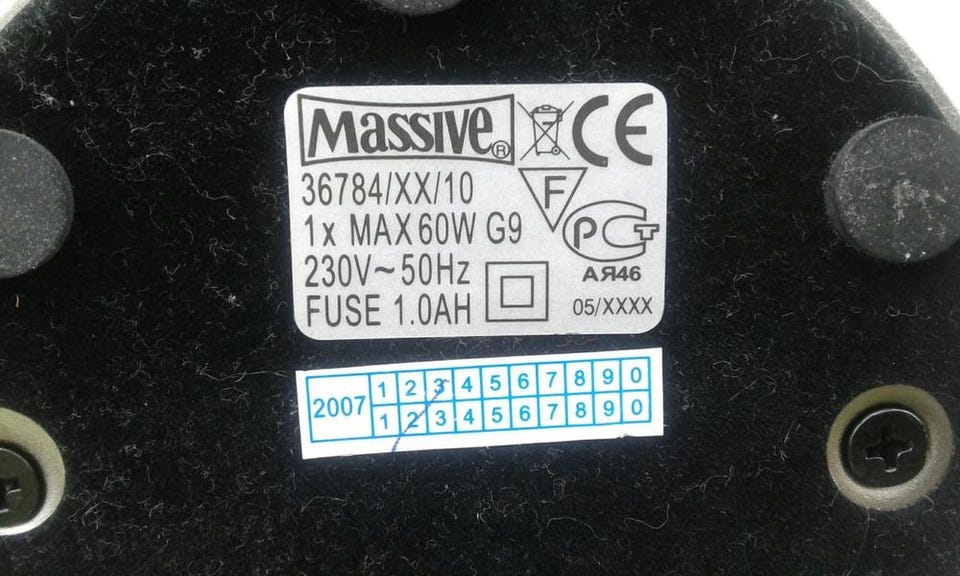 Massive®
CE
36784/XX/10
F
1x MAX 60W G9
РСТ
230V~50Hz
АЯ46
FUSE 1.0AH
05/XXXX
2007
1 2 3 4 5 6 7 8 9 0
1 2 3 4 5 6 7 8 9 0